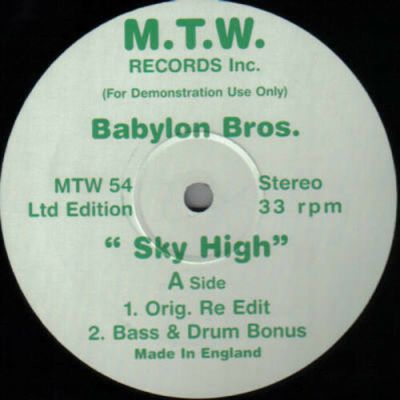 M.T.W.
RECORDS Inc.
(For Demonstration Use Only)
Babylon Bros.
MTW 54 Stereo
Ltd Edition 33 rpm
" Sky High"
A Side
1. Orig. Re Edit
2. Bass & Drum Bonus
Made In England